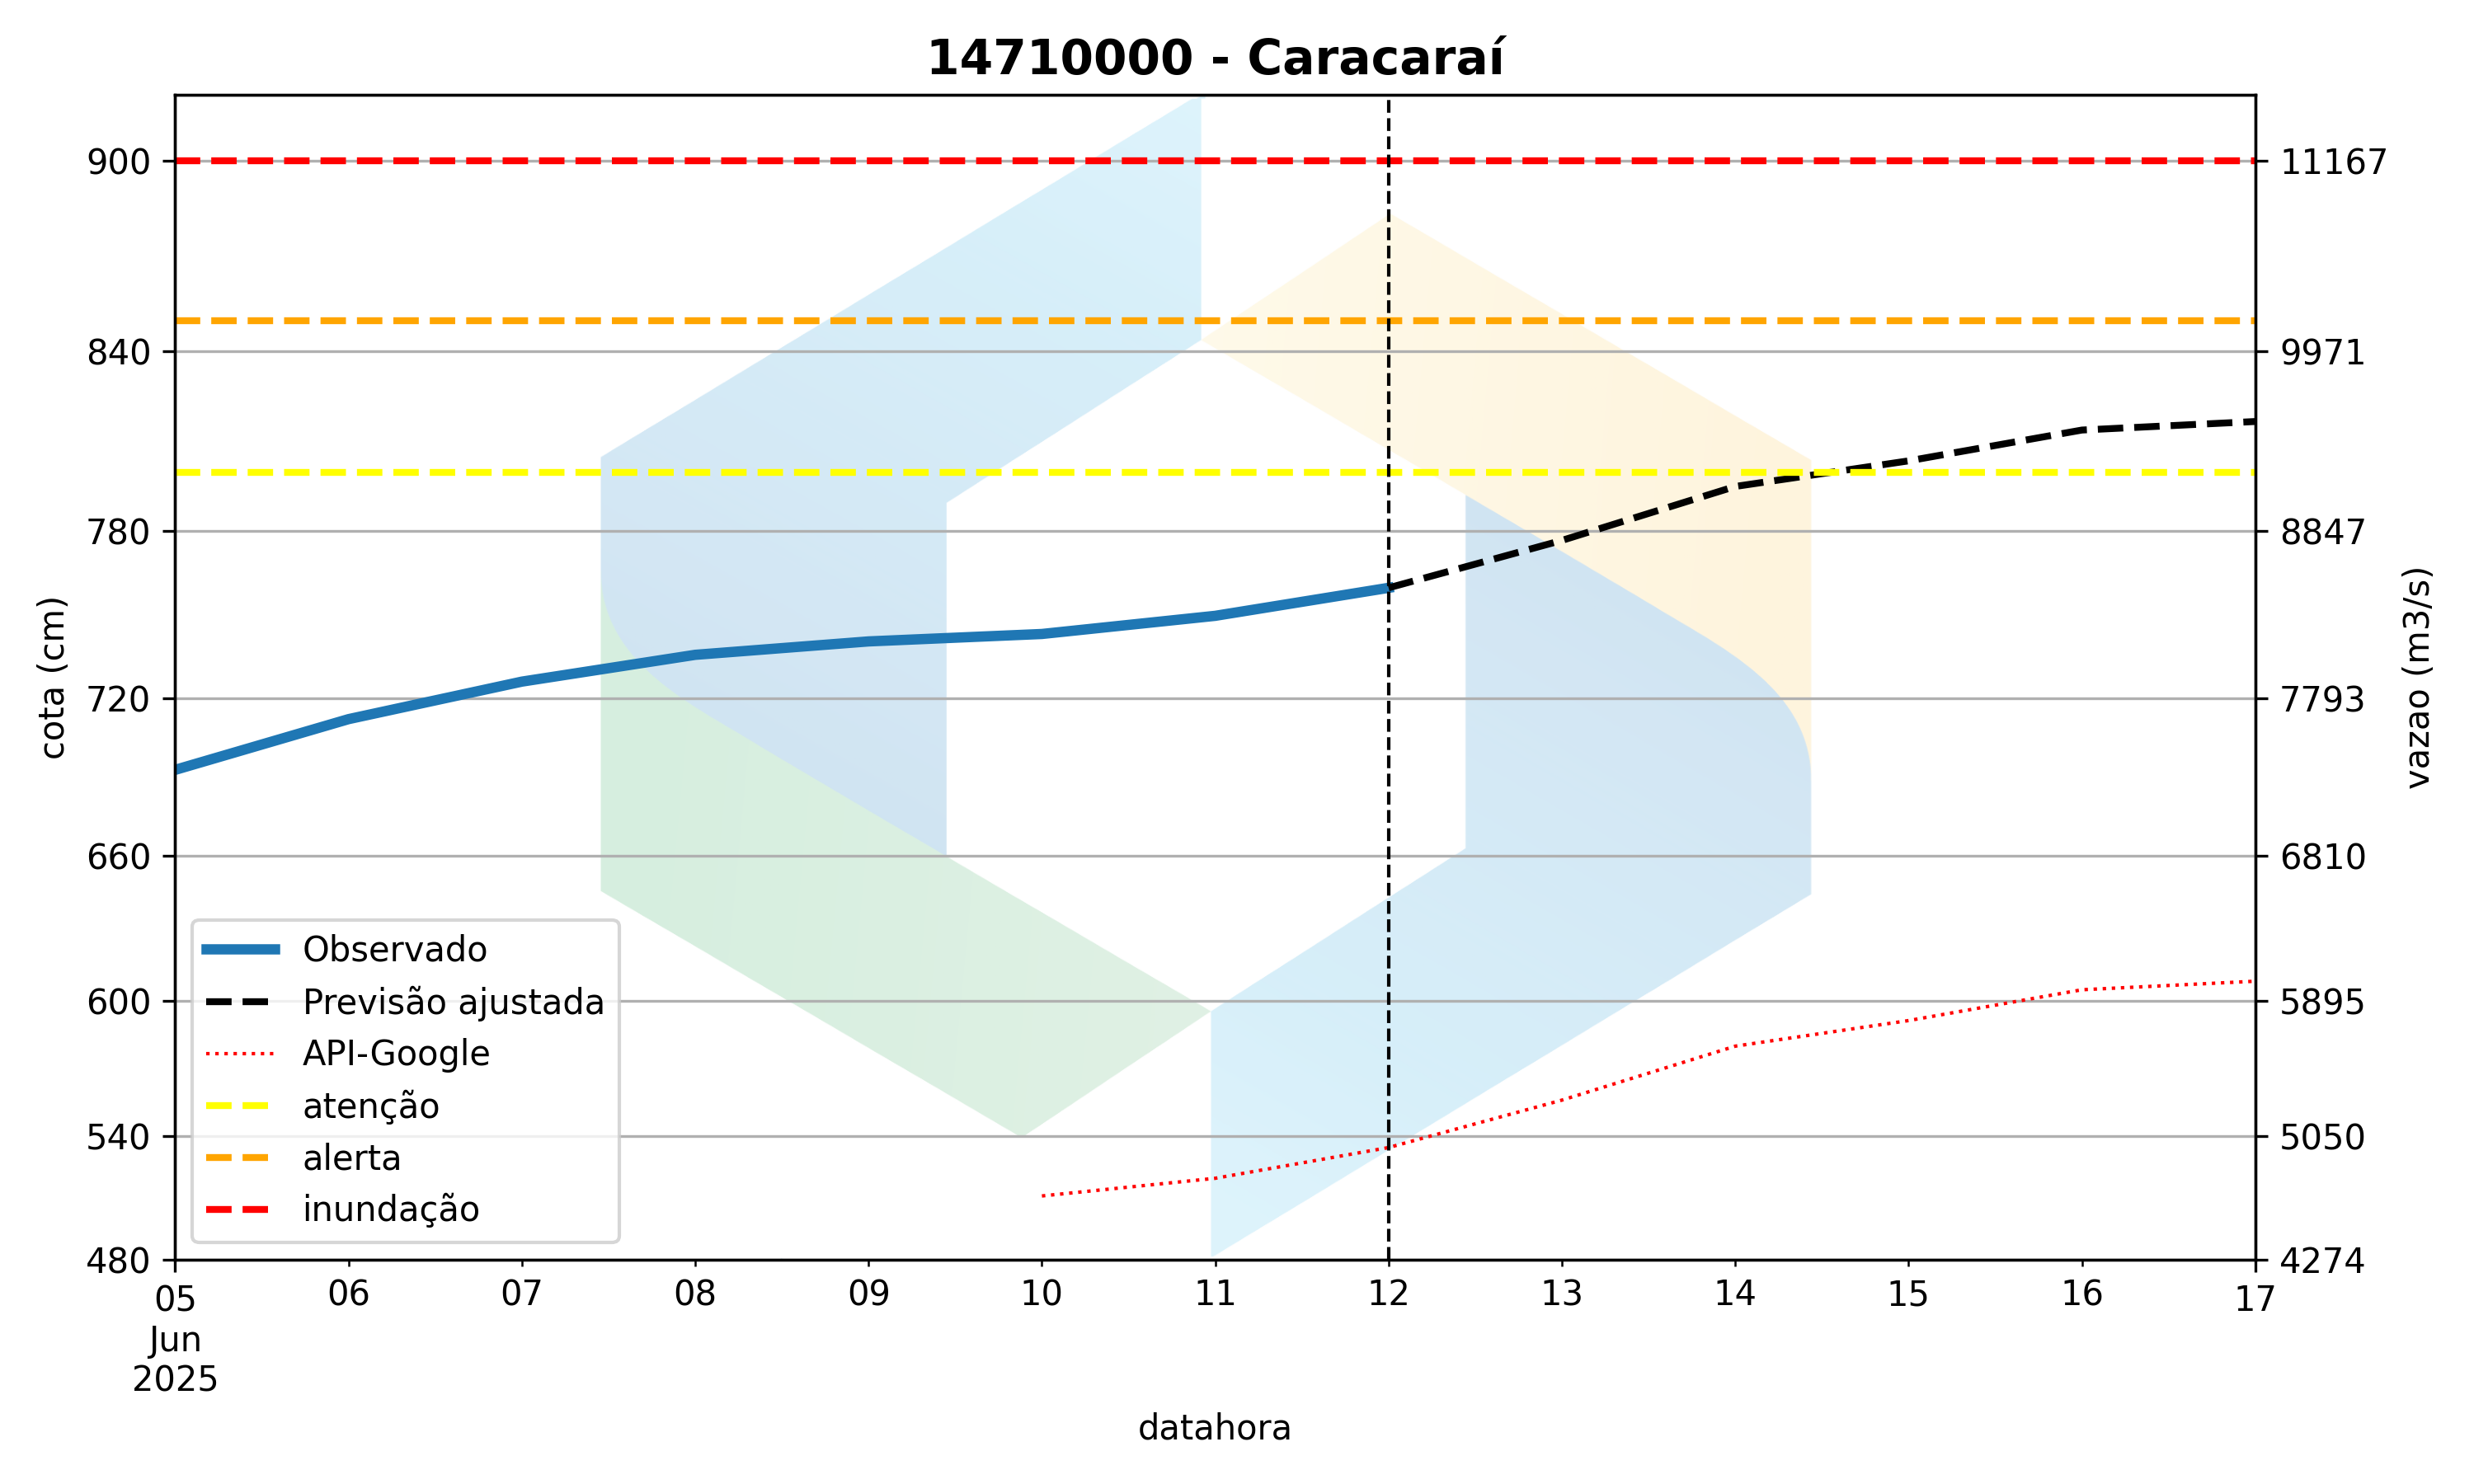 14710000 - Caracaraí
900
840
780
720
660
600
540
480
cota (cm)
11167
9971
8847
7793
6810
5895
5050
4274
vazao (m3/s)
Observado
Previsão ajustada
API-Google
atenção
alerta
inundação
05 06 07 08 09 10 11 12 13 14 15 16 17
Jun
2025
datahora